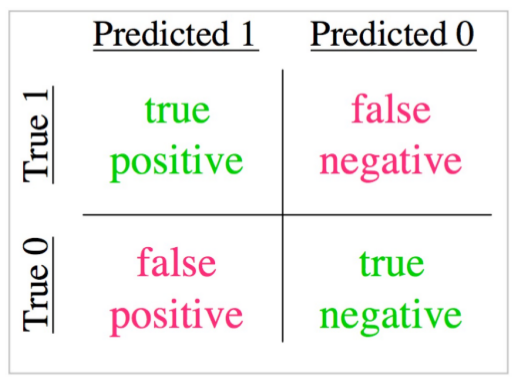 Predicted 1 Predicted 0
True 1
true false
positive negative
True 0
false true
positive negative